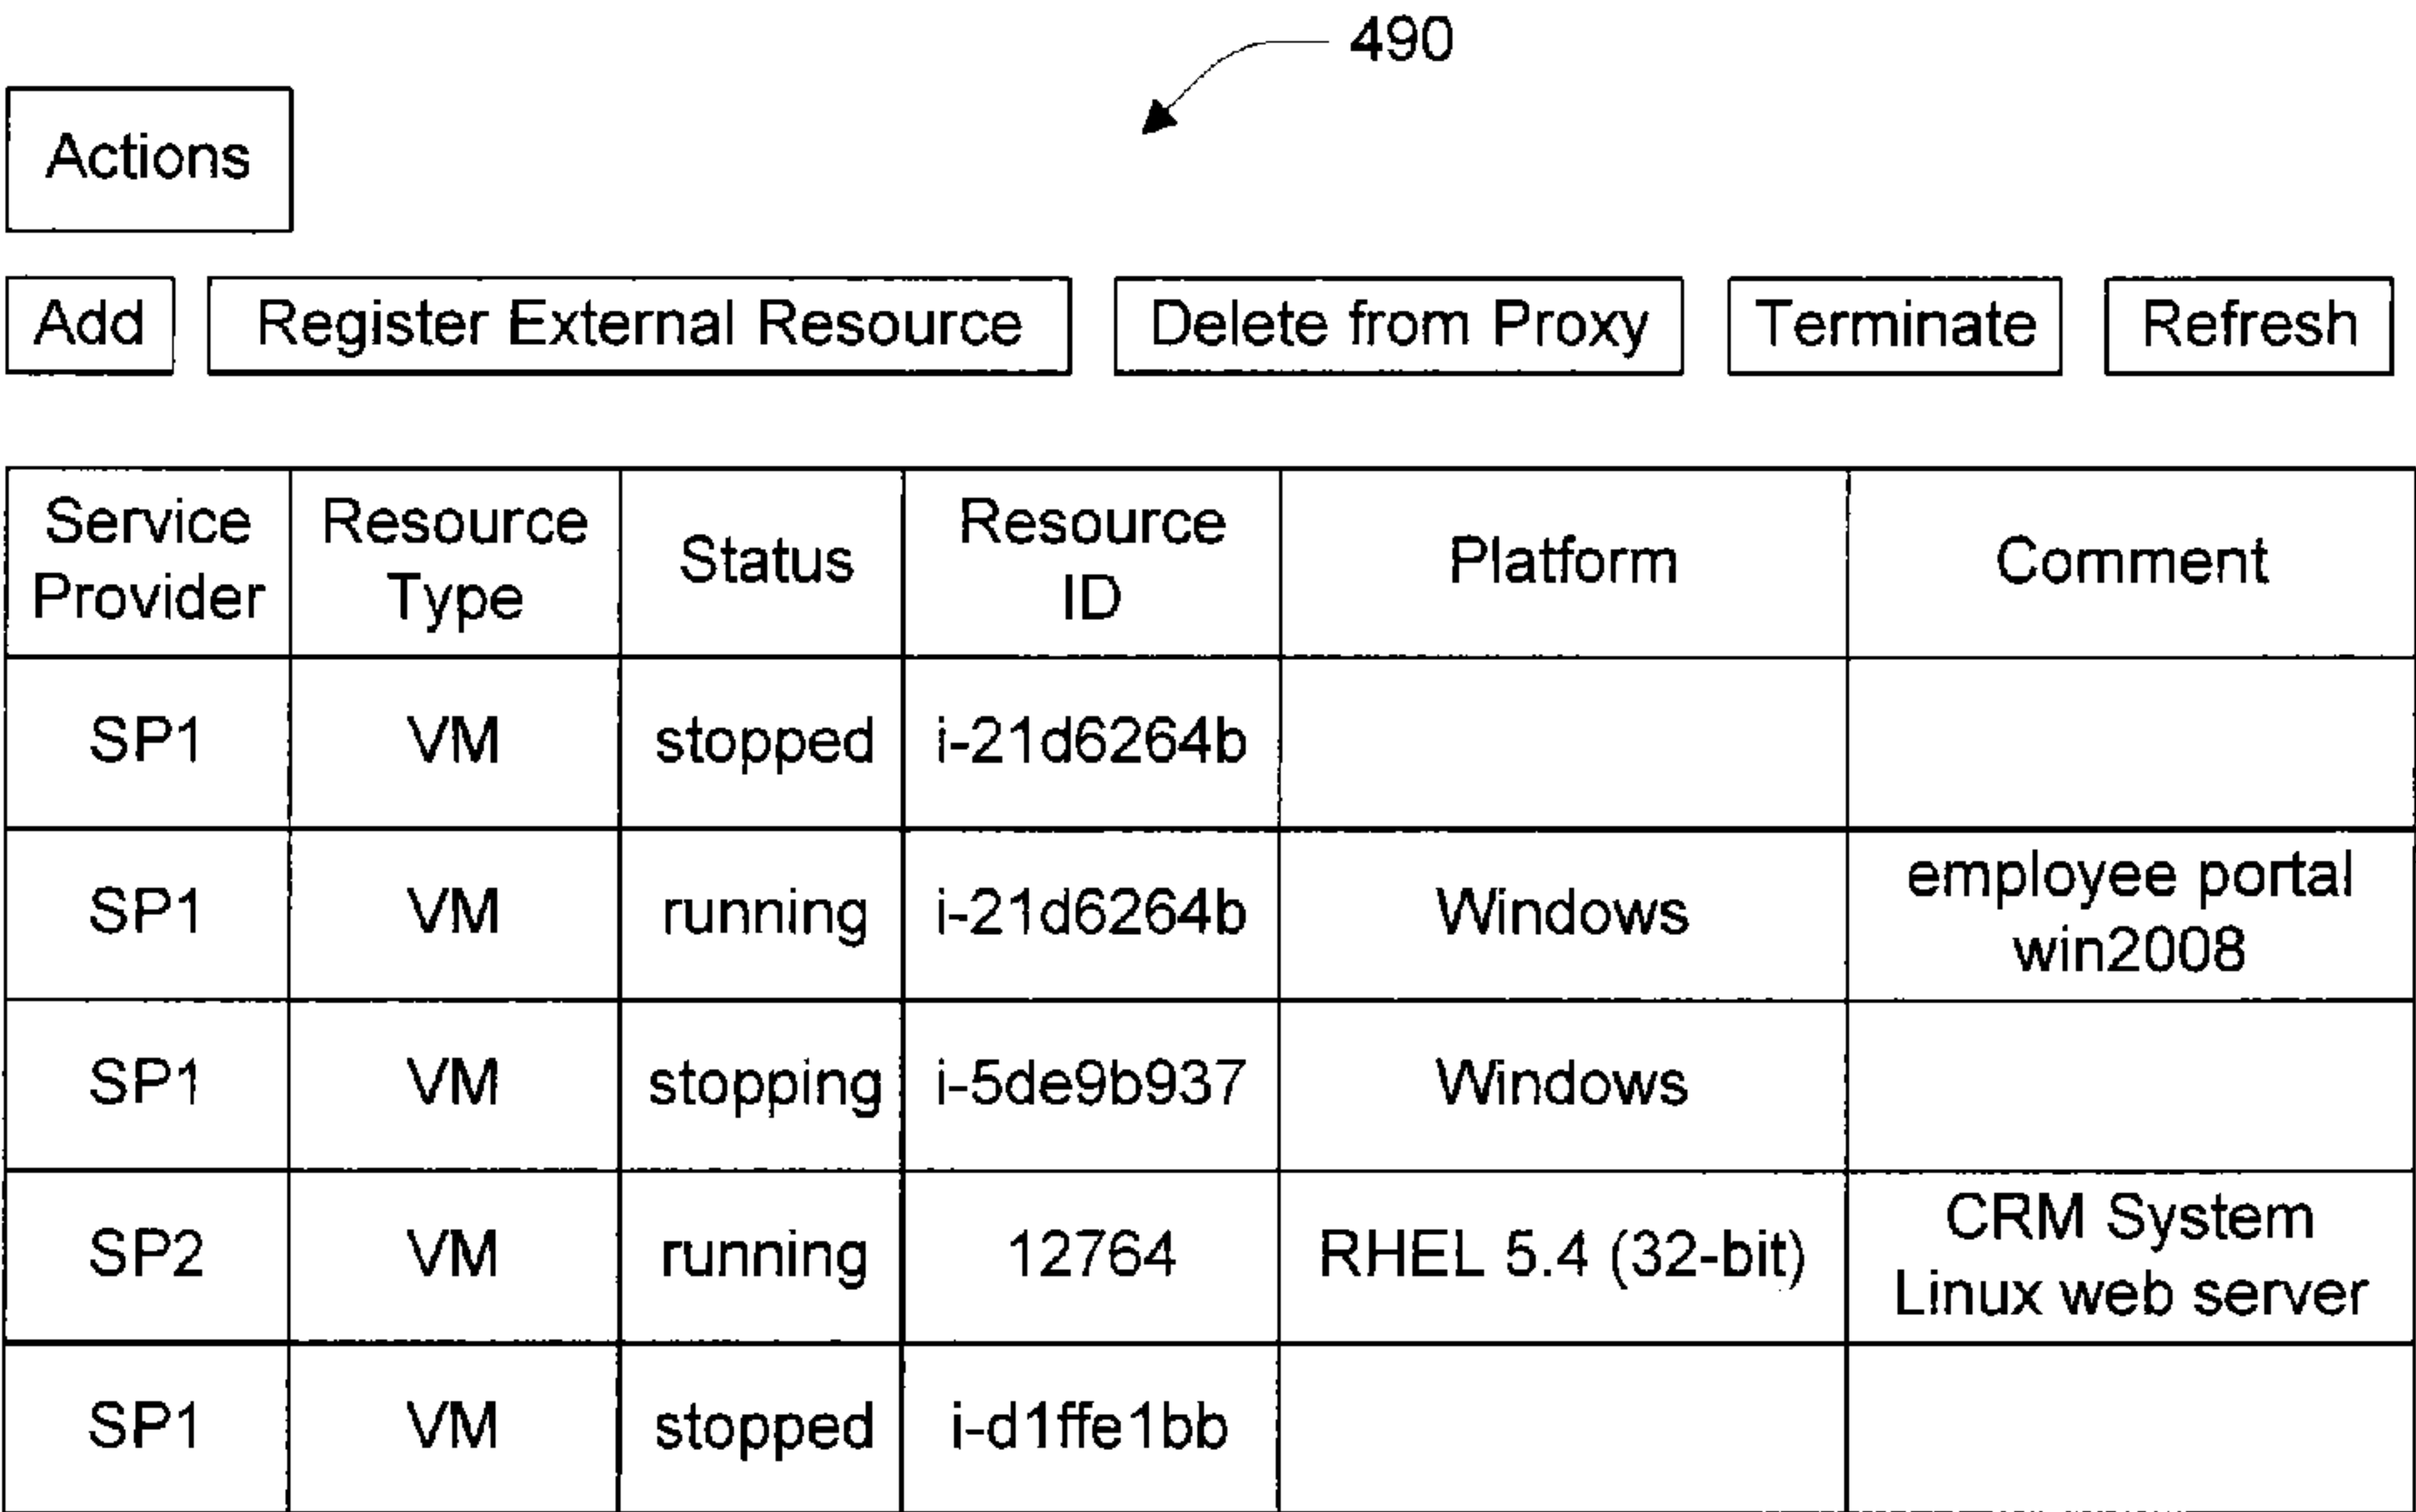 490
Actions
Add Register External Resource Delete from Proxy Terminate Refresh
Service Provider Resource Type Status Resource ID Platform Comment
SP1 VM stopped i-21d6264b
SP1 VM running i-21d6264b Windows employee portal win2008
SP1 VM stopping i-5de9b937 Windows
SP2 VM running 12764 RHEL 5.4 (32-bit) CRM System Linux web server
SP1 VM stopped i-d1ffe1bb